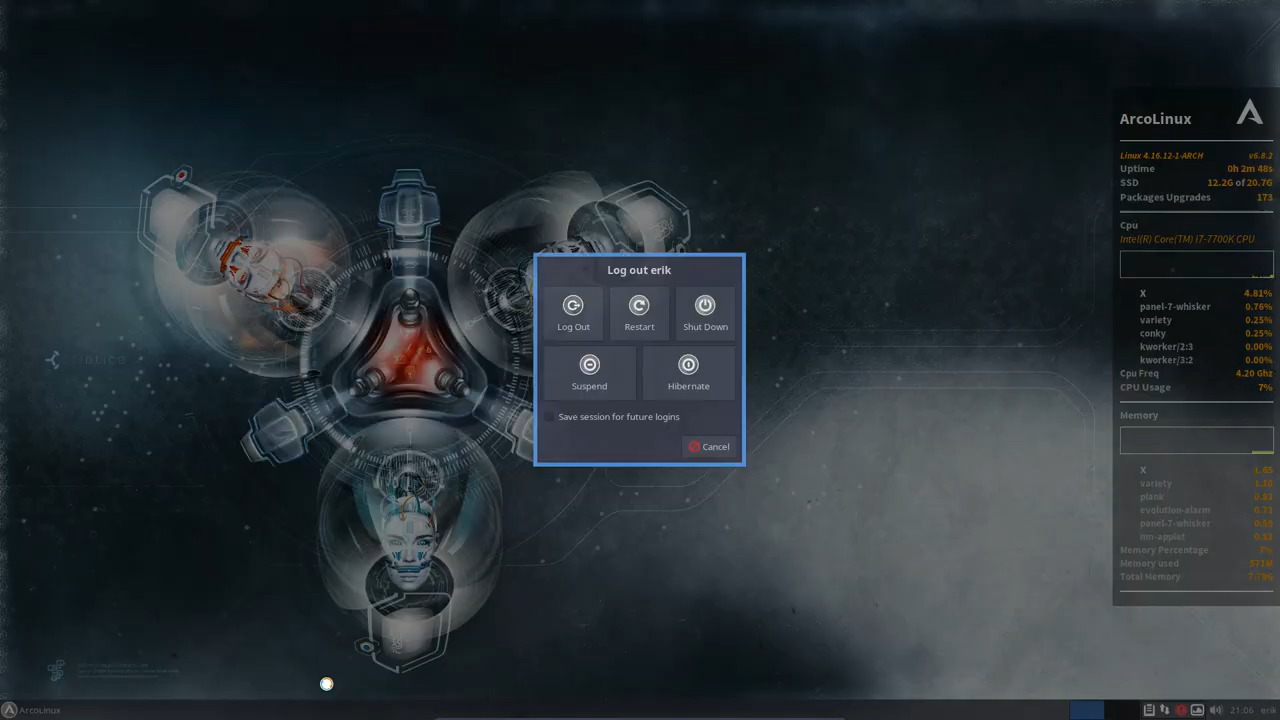 Log out erik
Log Out
Restart
Shut Down
Suspend
Hibernate
Save session for future logins
Cancel
ArcoLinux
Linux 4.16.12-1-ARCH v6.8.2
Uptime 0h 2m 48s
SSD 12.2G of 20.7G
Packages Upgrades 173
Cpu
Intel(R) Core(TM) i7-7700K CPU
X 4.81%
panel-7-whisker 0.76%
variety 0.25%
conky 0.25%
kworker/2:3 0.00%
kworker/3:2 0.00%
Cpu Freq 4.20 Ghz
CPU Usage 7%
Memory
X 1.65
variety
plank
evolution-alarm
panel-7-whisker
nm-applet
Memory Percentage 7%
Memory used
Total Memory
ArcoLinux
21:06 erik